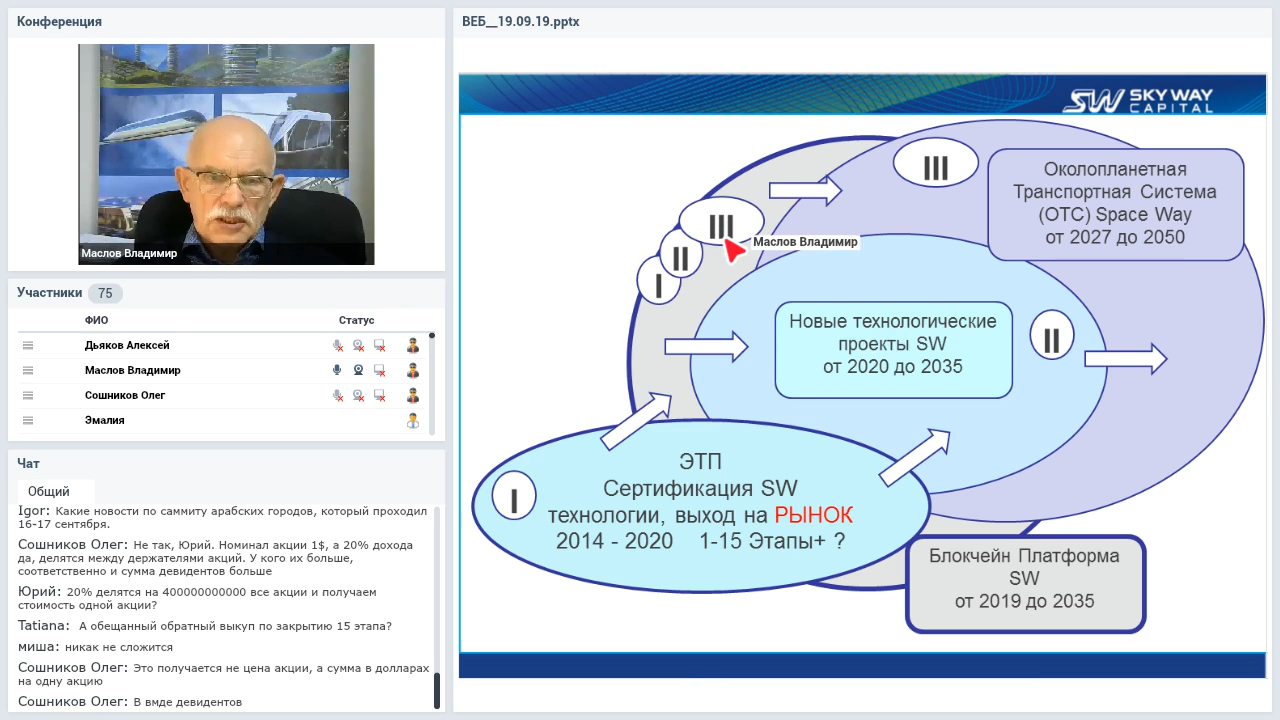 Конференция
Маслов Владимир
Участники 75
ФИО Статус
Дьяков Алексей
Маслов Владимир
Сошников Олег
Эмалия
Чат
Общий
Igor: Какие новости по саммиту арабских городов, который проходил
16-17 сентября.
Сошников Олег: Не так, Юрий. Номинал акции 1$, а 20% дохода
да, делятся между держателями акций. У кого их больше,
соответственно и сумма девидентов больше
Юрий: 20% делятся на 400000000000 все акции и получаем
стоимость одной акции?
Tatiana: А обещанный обратный выкуп по закрытию 15 этапа?
миша: никак не сложится
Сошников Олег: Это получается не цена акции, а сумма в долларах
на одну акцию
Сошников Олег: В вмде девидентов
ВЕБ__19.09.19.pptx
SW SKY WAY
CAPITAL
III
Околопланетная
Транспортная Система
(ОТС) Space Way
от 2027 до 2050
III
Маслов Владимир
II
I
Новые технологические
проекты SW
от 2020 до 2035
II
I
ЭТП
Сертификация SW
технологии, выход на РЫНОК
2014 - 2020 1-15 Этапы+ ?
Блокчейн Платформа
SW
от 2019 до 2035